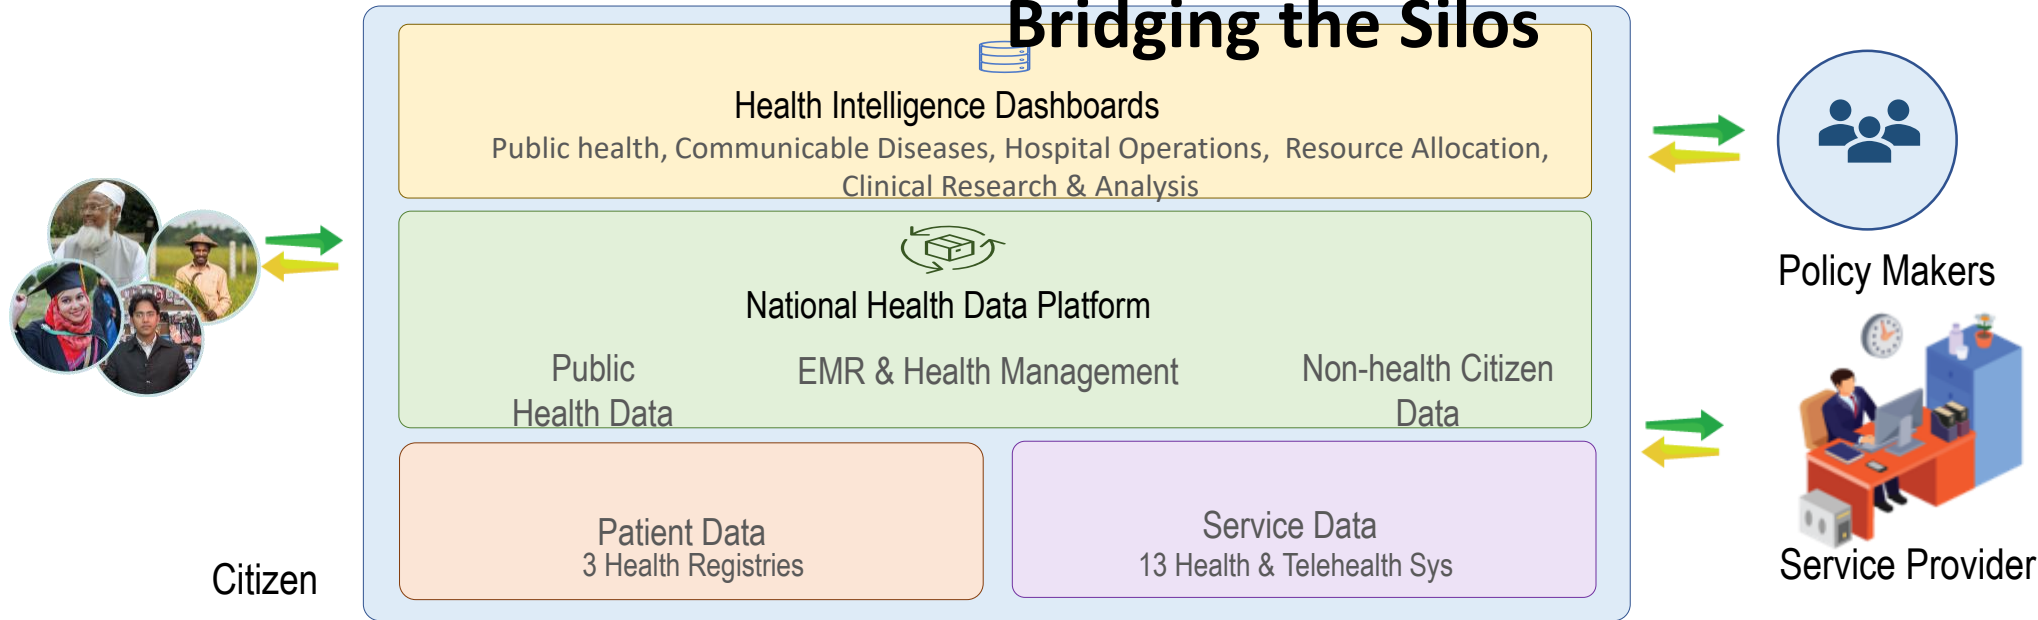 Bridging the Silos
Health Intelligence Dashboards
Public health, Communicable Diseases, Hospital Operations, Resource Allocation,
Clinical Research & Analysis
National Health Data Platform
Public
Health Data
EMR & Health Management
Non-health Citizen
Data
Patient Data
3 Health Registries
Service Data
13 Health & Telehealth Sys
Citizen
Policy Makers
Service Provider